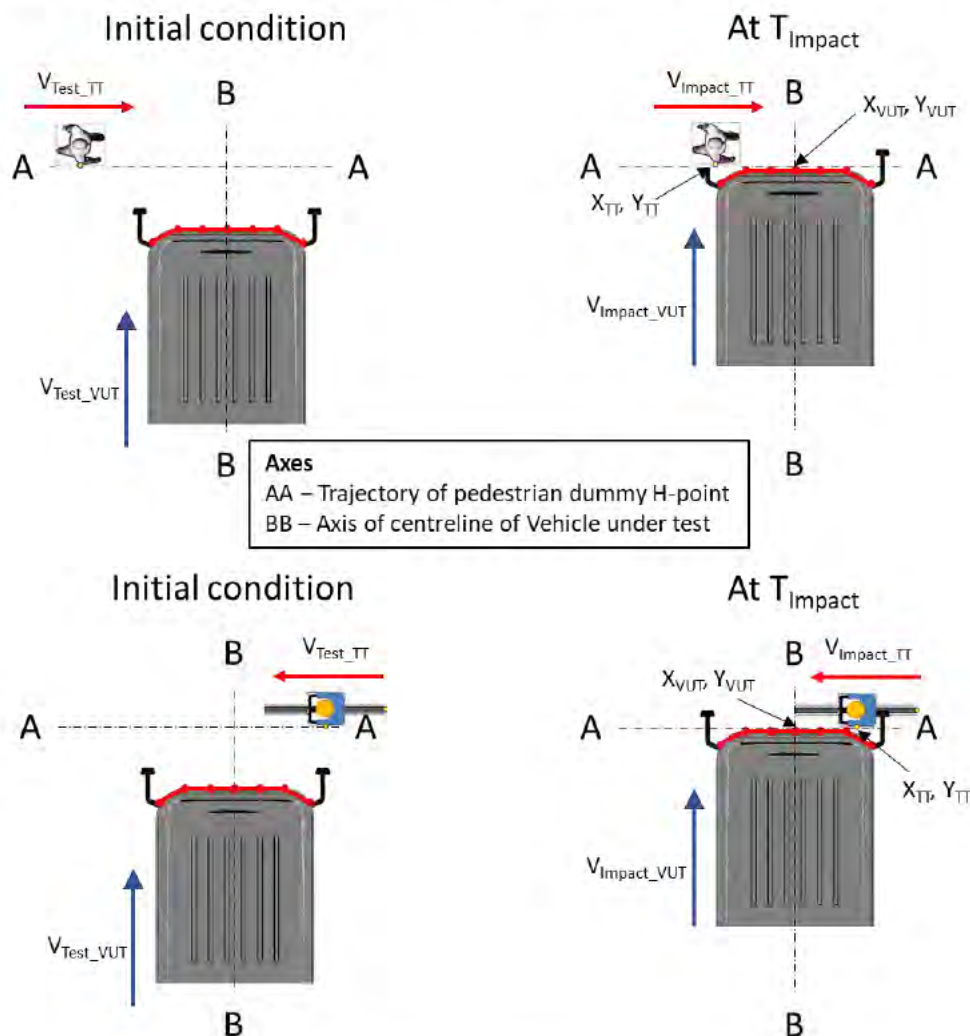 Initial condition
At T_Impact
V_Test_TT
B
V_Impact_TT
B
X_VUT, Y_VUT
A
A
A
A
X_TT, Y_TT
V_Impact_VUT
V_Test_VUT
B
B
Axes
AA – Trajectory of pedestrian dummy H-point
BB – Axis of centreline of Vehicle under test
Initial condition
At T_Impact
B
V_Test_TT
B
V_Impact_TT
X_VUT, Y_VUT
A
A
A
A
X_TT, Y_TT
V_Impact_VUT
V_Test_VUT
B
B